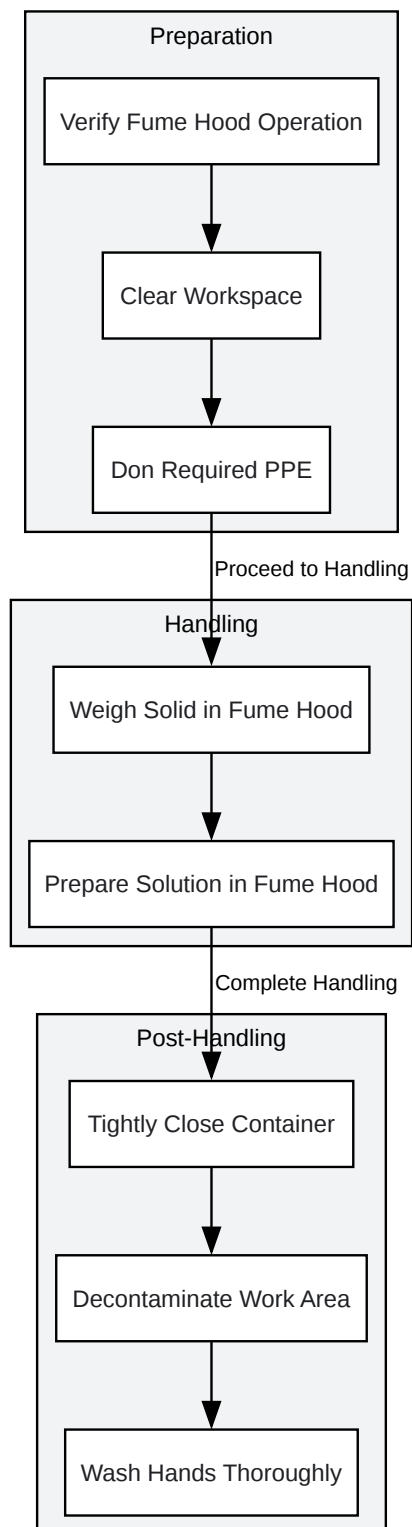 Preparation
Verify Fume Hood Operation
Clear Workspace
Don Required PPE
Proceed to Handling
Handling
Weigh Solid in Fume Hood
Prepare Solution in Fume Hood
Complete Handling
Post-Handling
Tightly Close Container
Decontaminate Work Area
Wash Hands Thoroughly